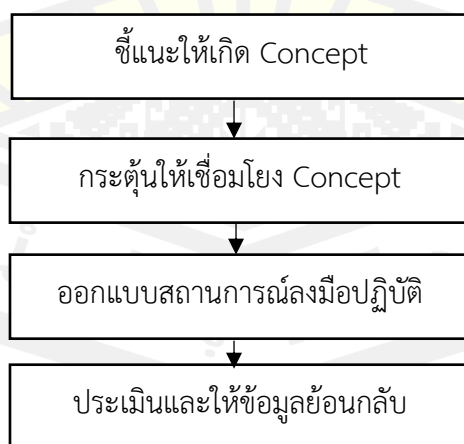 ชี้แนะให้เกิด Concept
กระตุ้นให้เชื่อมโยง Concept
ออกแบบสถานการณ์ลงมือปฏิบัติ
ประเมินและให้ข้อมูลย้อนกลับ